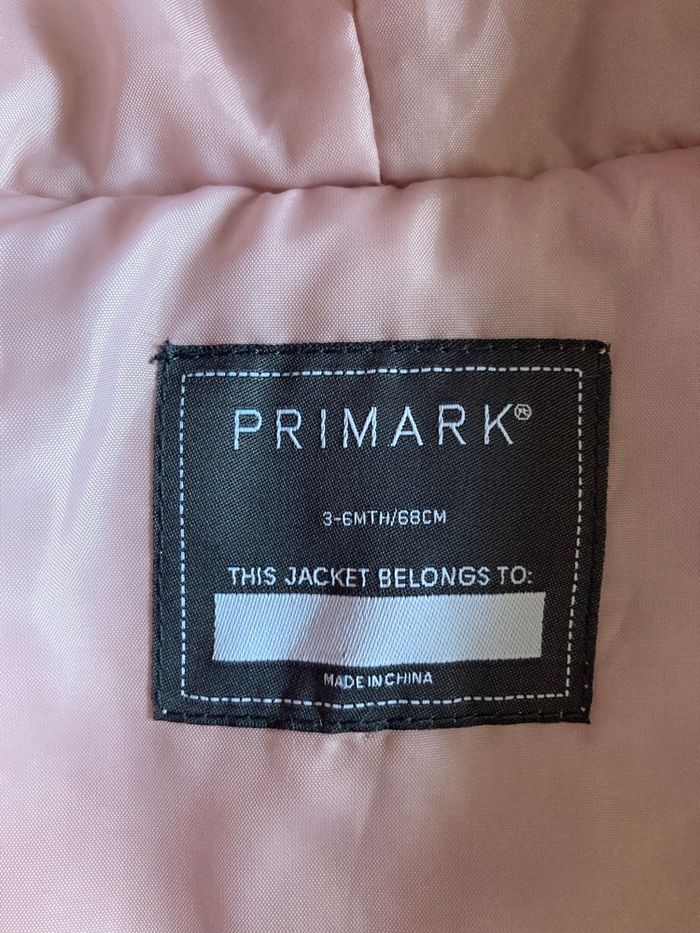 PRIMARK®
3-6MTH/68CM
THIS JACKET BELONGS TO:
MADE IN CHINA